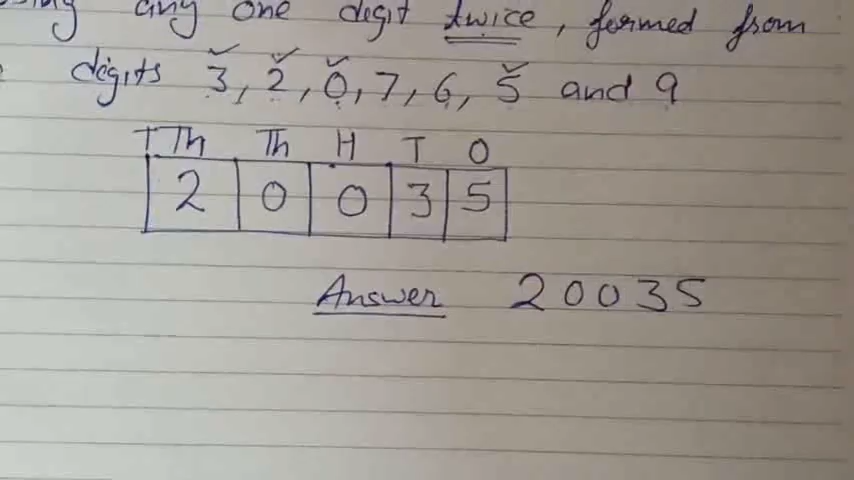 any one digit twice, formed from
digits 3, 2, 0, 7, 6, 5 and 9
TTh Th H T O
2 0 0 3 5
Answer 20035